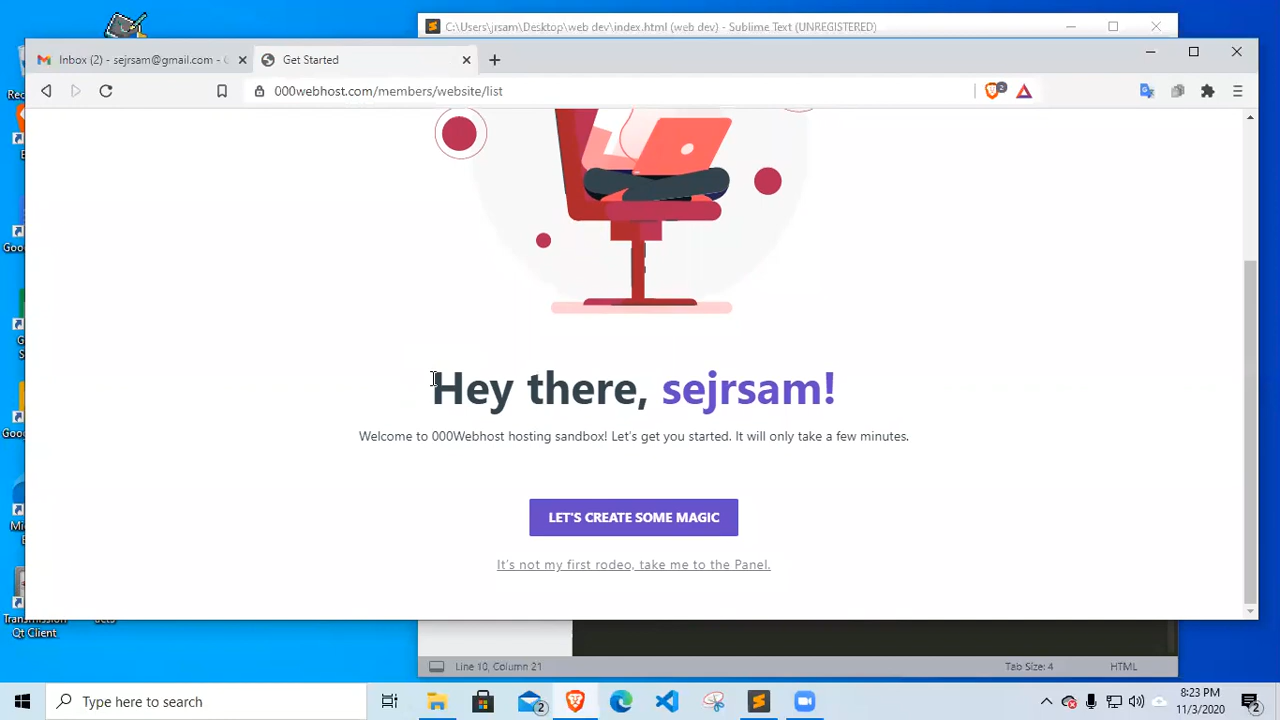 C:\Users\jrsam\Desktop\web dev\index.html (web dev) - Sublime Text (UNREGISTERED)
Inbox (2) - sejrsam@gmail.com -
Get Started
000webhost.com/members/website/list
2
Hey there, sejrsam!
Welcome to 000Webhost hosting sandbox! Let's get you started. It will only take a few minutes.
LET'S CREATE SOME MAGIC
It's not my first rodeo, take me to the Panel.
Qt Client
Line 10, Column 21
Tab Size: 4
HTML
Type here to search
2
8:23 PM
11/3/2020
2